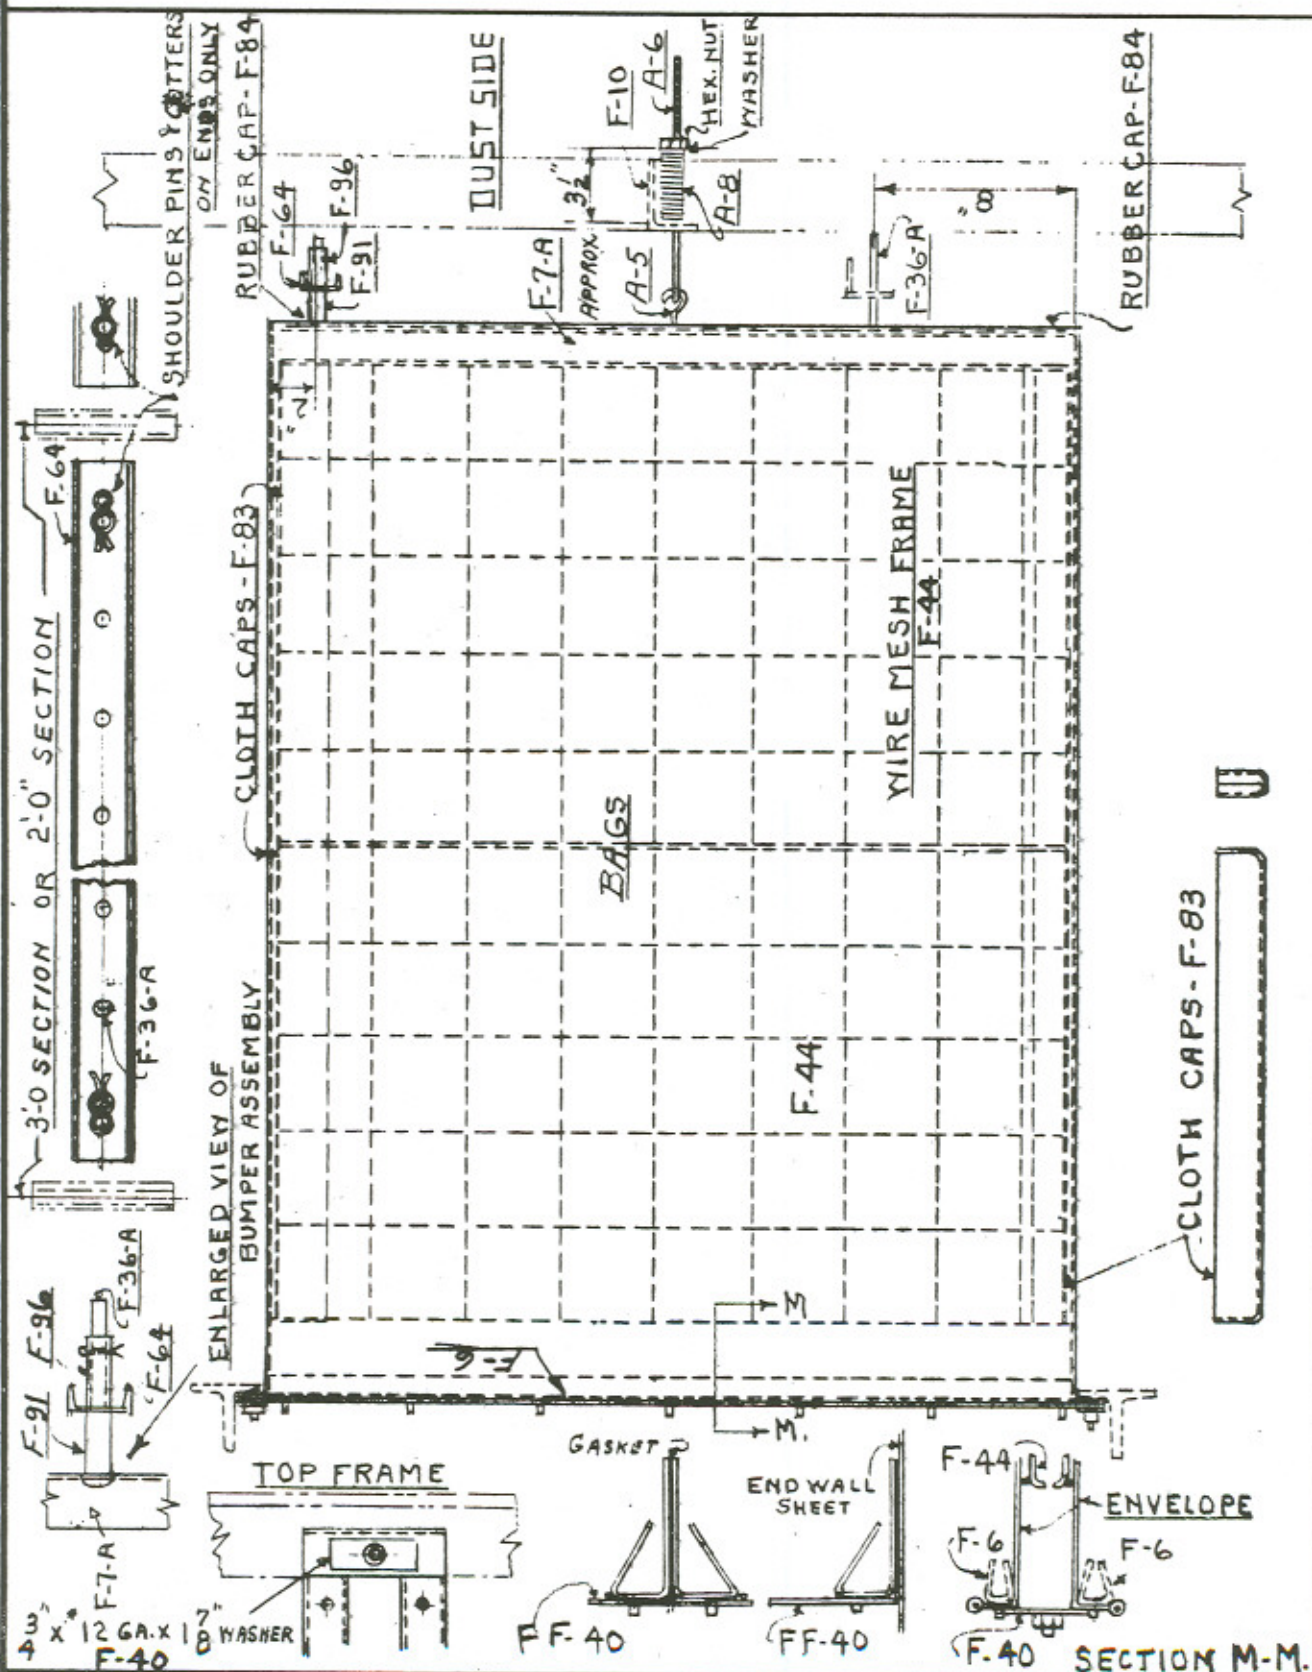 SHOULDER PINS & COTTERS
ON ENDS ONLY
RUBBER CAP-F-84
DUST SIDE
F-64
F-96
F-91
F-10
A-6
HEX. NUT
WASHER
3½"
APPROX
F-7-A
A-5
A-8
F-36-A
8"
RUBBER CAP-F-84
3'-0 SECTION OR 2'-0" SECTION
F-64
F-36-A
2"
CLOTH CAPS-F-83
BAGS
WIRE MESH FRAME
F-44
F-44
ENLARGED VIEW OF
BUMPER ASSEMBLY
F-91
F-96
F-36-A
F-64
F-7-A
F-6
M
M.
CLOTH CAPS-F-83
TOP FRAME
3/4" x 12 GA. x 1 7/8" WASHER
F-40
GASKET
FF-40
END WALL
SHEET
FF-40
F-44
ENVELOPE
F-6
F-6
F-40
SECTION M-M.